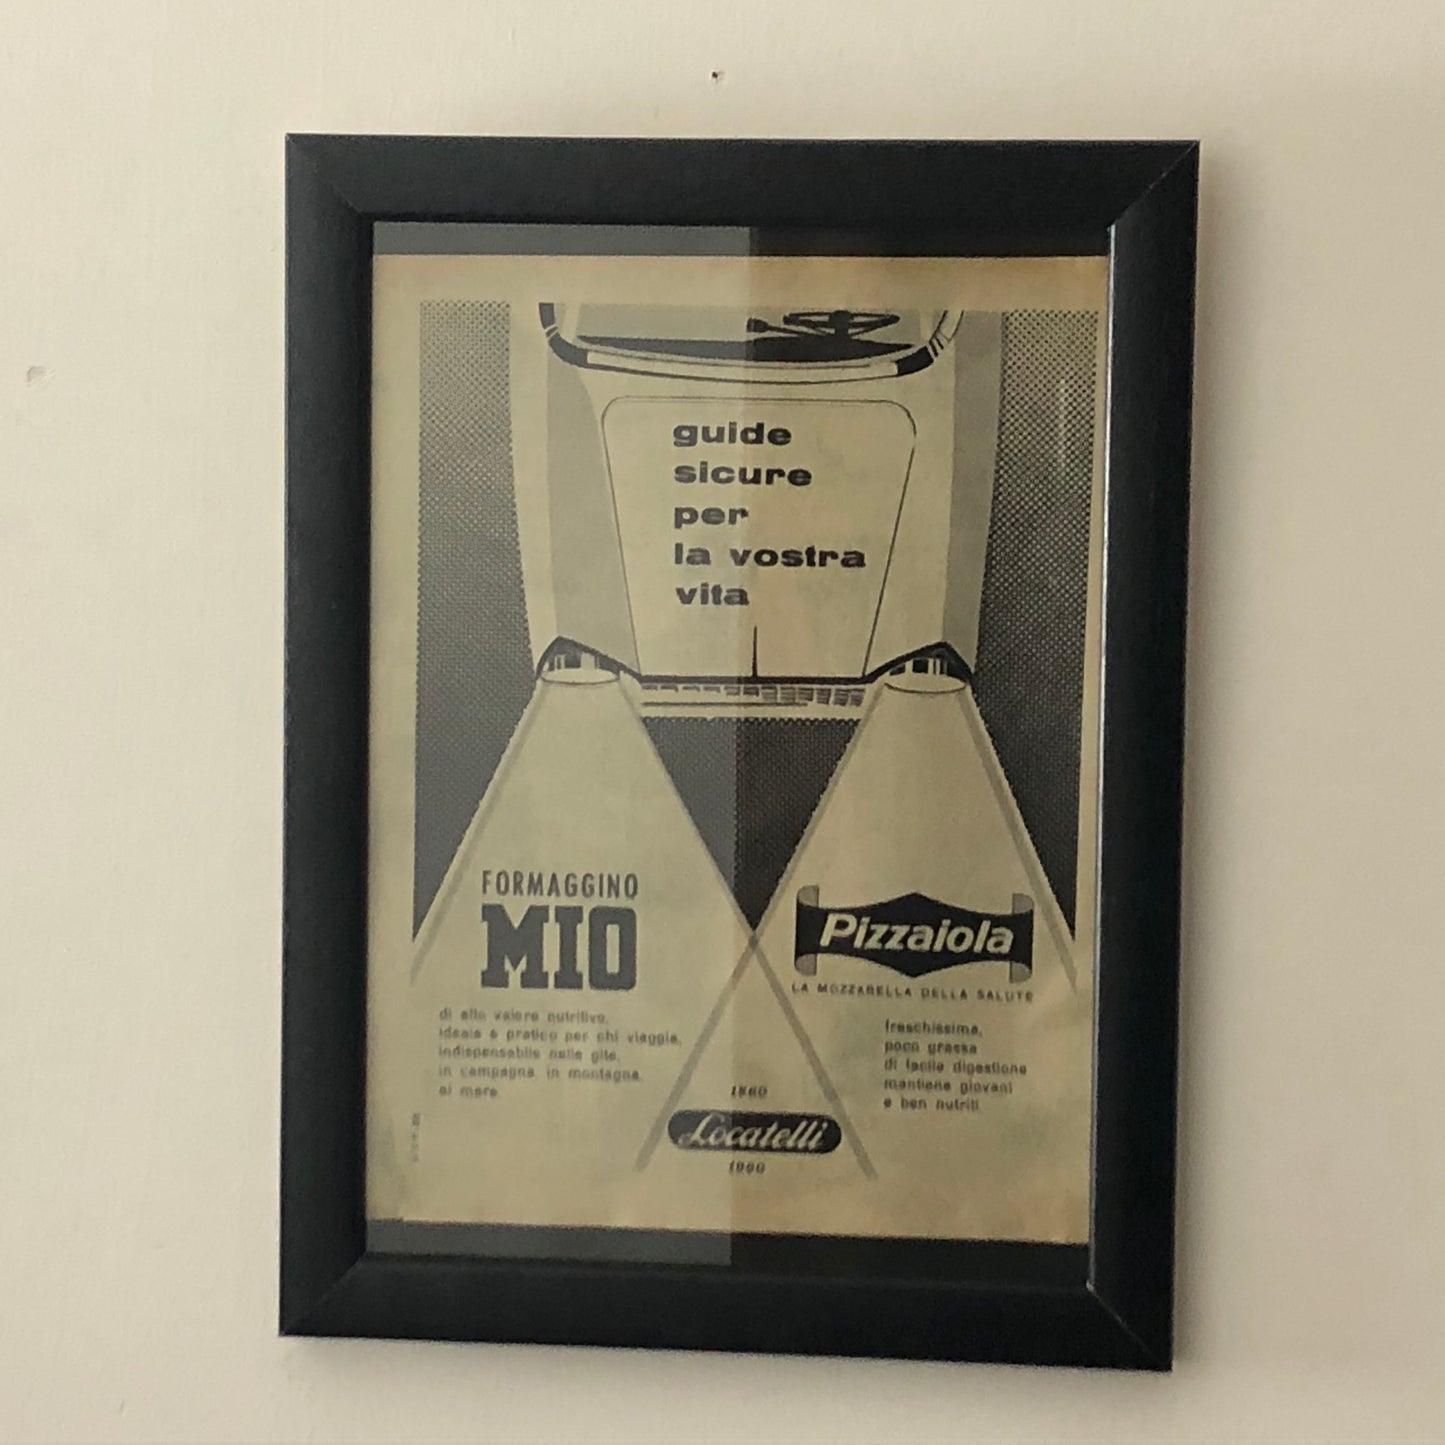 guide
sicure
per
la vostra
vita
FORMAGGINO
MIO
di alto valore nutritivo,
ideale e pratico per chi viaggia,
indispensabile nelle gite,
in campagna, in montagna,
al mare.
Pizzaiola
LA MOZZARELLA DELLA SALUTE
freschissima,
poco grassa
di facile digestione
mantiene giovani
e ben nutriti
1860
Locatelli
1960